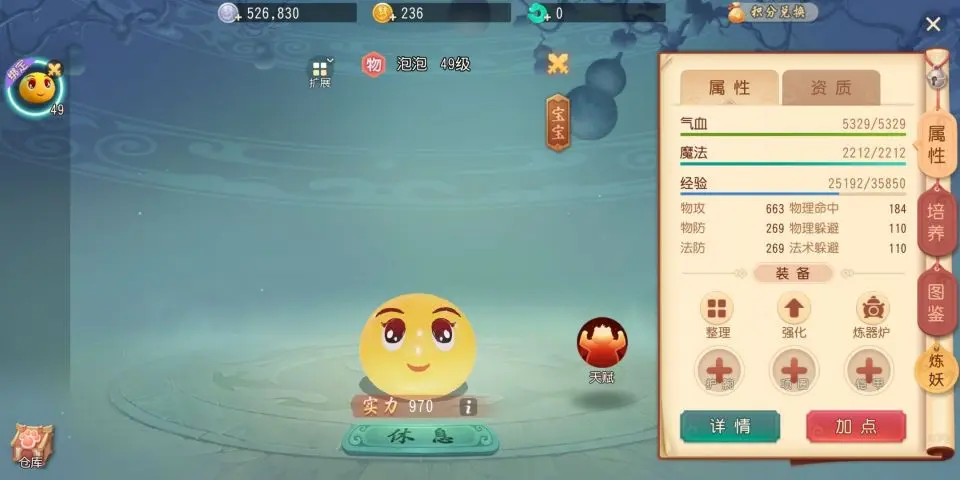 526,830
236
0
积分兑换
绑定
49
扩展
物 泡泡 49级
宝宝
属性
资质
气血 5329/5329
魔法 2212/2212
经验 25192/35850
物攻 663 物理命中 184
物防 269 物理躲避 110
法防 269 法术躲避 110
装备
整理
强化
炼器炉
项圈
天赋
实力 970
休息
仓库
详情
加点
属性
培养
图鉴
炼妖